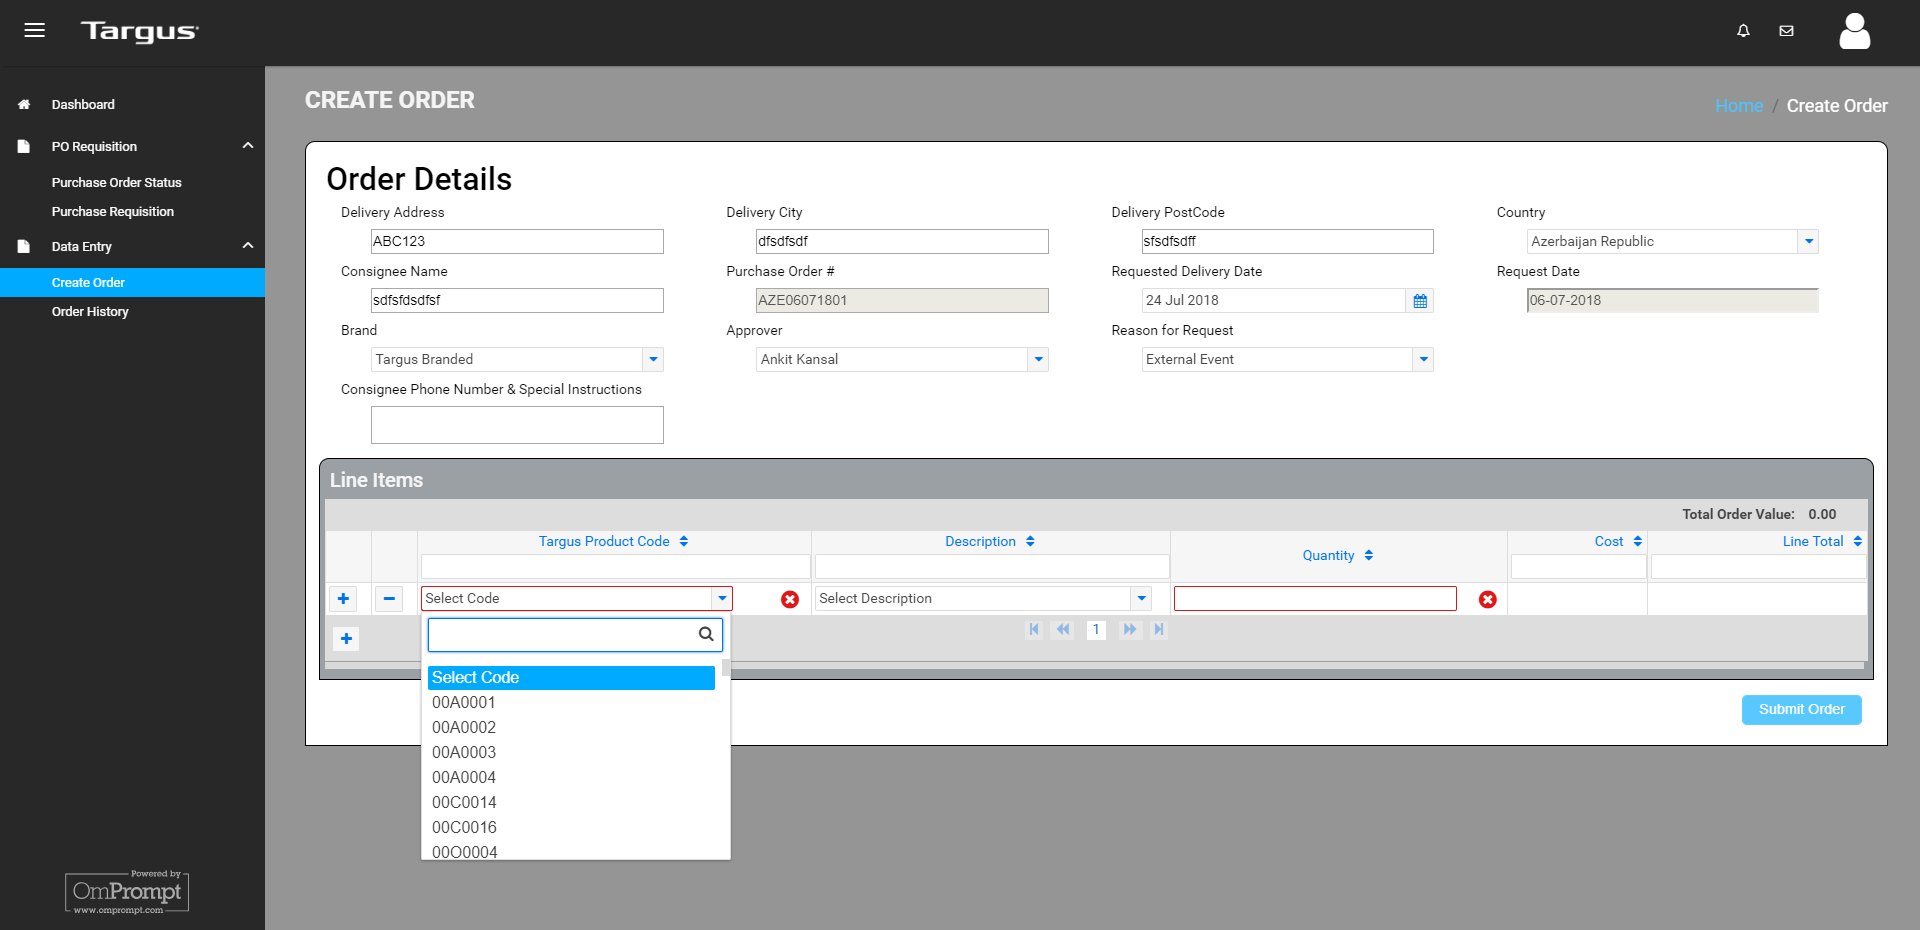 Targus
Dashboard
PO Requisition
Purchase Order Status
Purchase Requisition
Data Entry
Create Order
Order History
Powered by
OmPrompt
www.omprompt.com
CREATE ORDER
Home / Create Order
Order Details
Delivery Address
Delivery City
Delivery PostCode
Country
ABC123
dfsdfsdf
sfsdfsdff
Azerbaijan Republic
Consignee Name
Purchase Order #
Requested Delivery Date
Request Date
sdfsfdsdfsf
AZE06071801
24 Jul 2018
06-07-2018
Brand
Approver
Reason for Request
Targus Branded
Ankit Kansal
External Event
Consignee Phone Number & Special Instructions
Line Items
Total Order Value: 0.00
Targus Product Code
Description
Quantity
Cost
Line Total
Select Code
Select Description
1
Select Code
00A0001
00A0002
00A0003
00A0004
00C0014
00C0016
00O0004
Submit Order